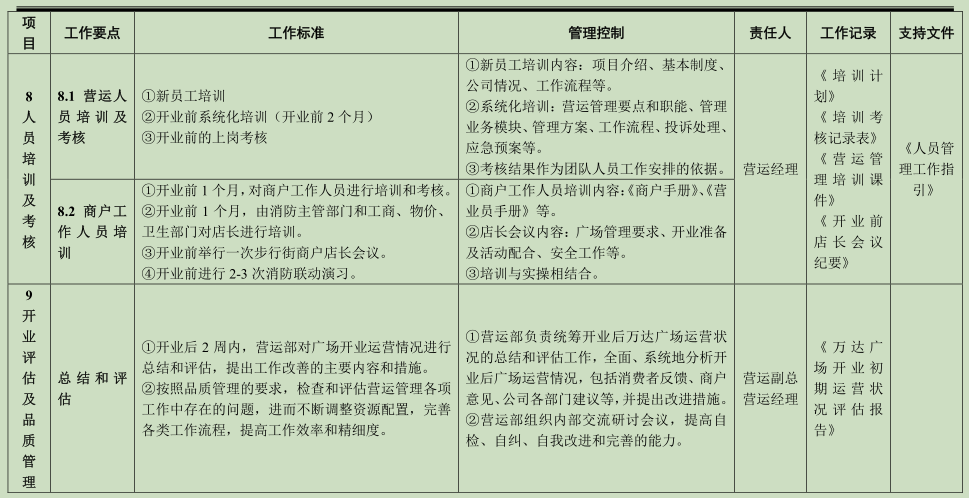 项目
工作要点
工作标准
管理控制
责任人
工作记录
支持文件
8
人员培训及考核
8.1 营运人
员培训及
考核
①新员工培训
②开业前系统化培训（开业前 2 个月）
③开业前的上岗考核
①新员工培训内容：项目介绍、基本制度、
公司情况、工作流程等。
②系统化培训：营运管理要点和职能、管理
业务模块、管理方案、工作流程、投诉处理、
应急预案等。
③考核结果作为团队人员工作安排的依据。
营运经理
《培训计
划》
《培训考
核记录表》
《营运管
理培训课
件》
《开业前
店长会议
纪要》
《人员管
理工作指
引》
8.2 商户工
作人员培
训
①开业前 1 个月，对商户工作人员进行培训和考核。
②开业前 1 个月，由消防主管部门和工商、物价、
卫生部门对店长进行培训。
③开业前举行一次步行街商户店长会议。
④开业前进行 2-3 次消防联动演习。
①商户工作人员培训内容：《商户手册》、《营
业员手册》等。
②店长会议内容：广场管理要求、开业准备
及活动配合、安全工作等。
③培训与实操相结合。
9
开业评估及品质管理
总结和评
估
①开业后 2 周内，营运部对广场开业运营情况进行
总结和评估，提出工作改善的主要内容和措施。
②按照品质管理的要求，检查和评估营运管理各项
工作中存在的问题，进而不断调整资源配置，完善
各类工作流程，提高工作效率和精细度。
①营运部负责统筹开业后万达广场运营状
况的总结和评估工作，全面、系统地分析开
业后广场运营情况，包括消费者反馈、商户
意见、公司各部门建议等，并提出改进措施。
②营运部组织内部交流研讨会议，提高自
检、自纠、自我改进和完善的能力。
营运副总
营运经理
《万达广
场开业初
期运营状
况评估报
告》